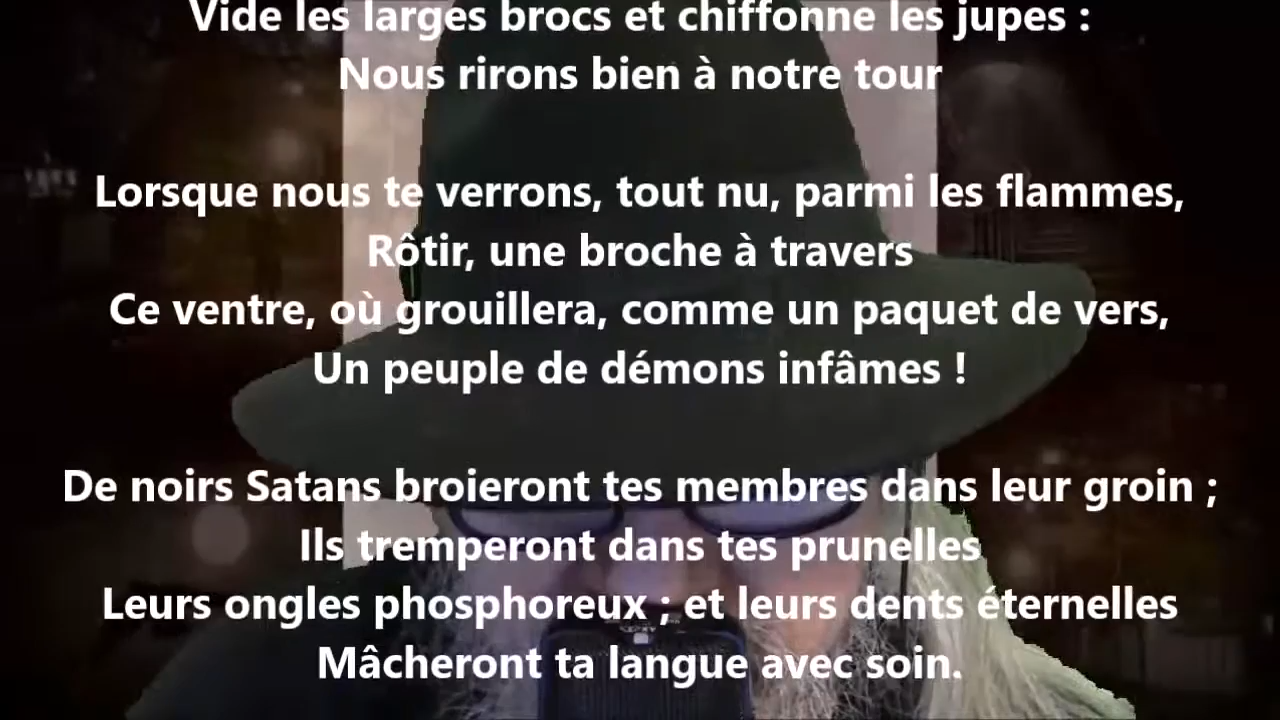 Vide les larges brocs et chiffonne les jupes :
Nous rirons bien à notre tour
Lorsque nous te verrons, tout nu, parmi les flammes,
Rôtir, une broche à travers
Ce ventre, où grouillera, comme un paquet de vers,
Un peuple de démons infâmes !
De noirs Satans broieront tes membres dans leur groin ;
Ils tremperont dans tes prunelles
Leurs ongles phosphoreux ; et leurs dents éternelles
Mâcheront ta langue avec soin.